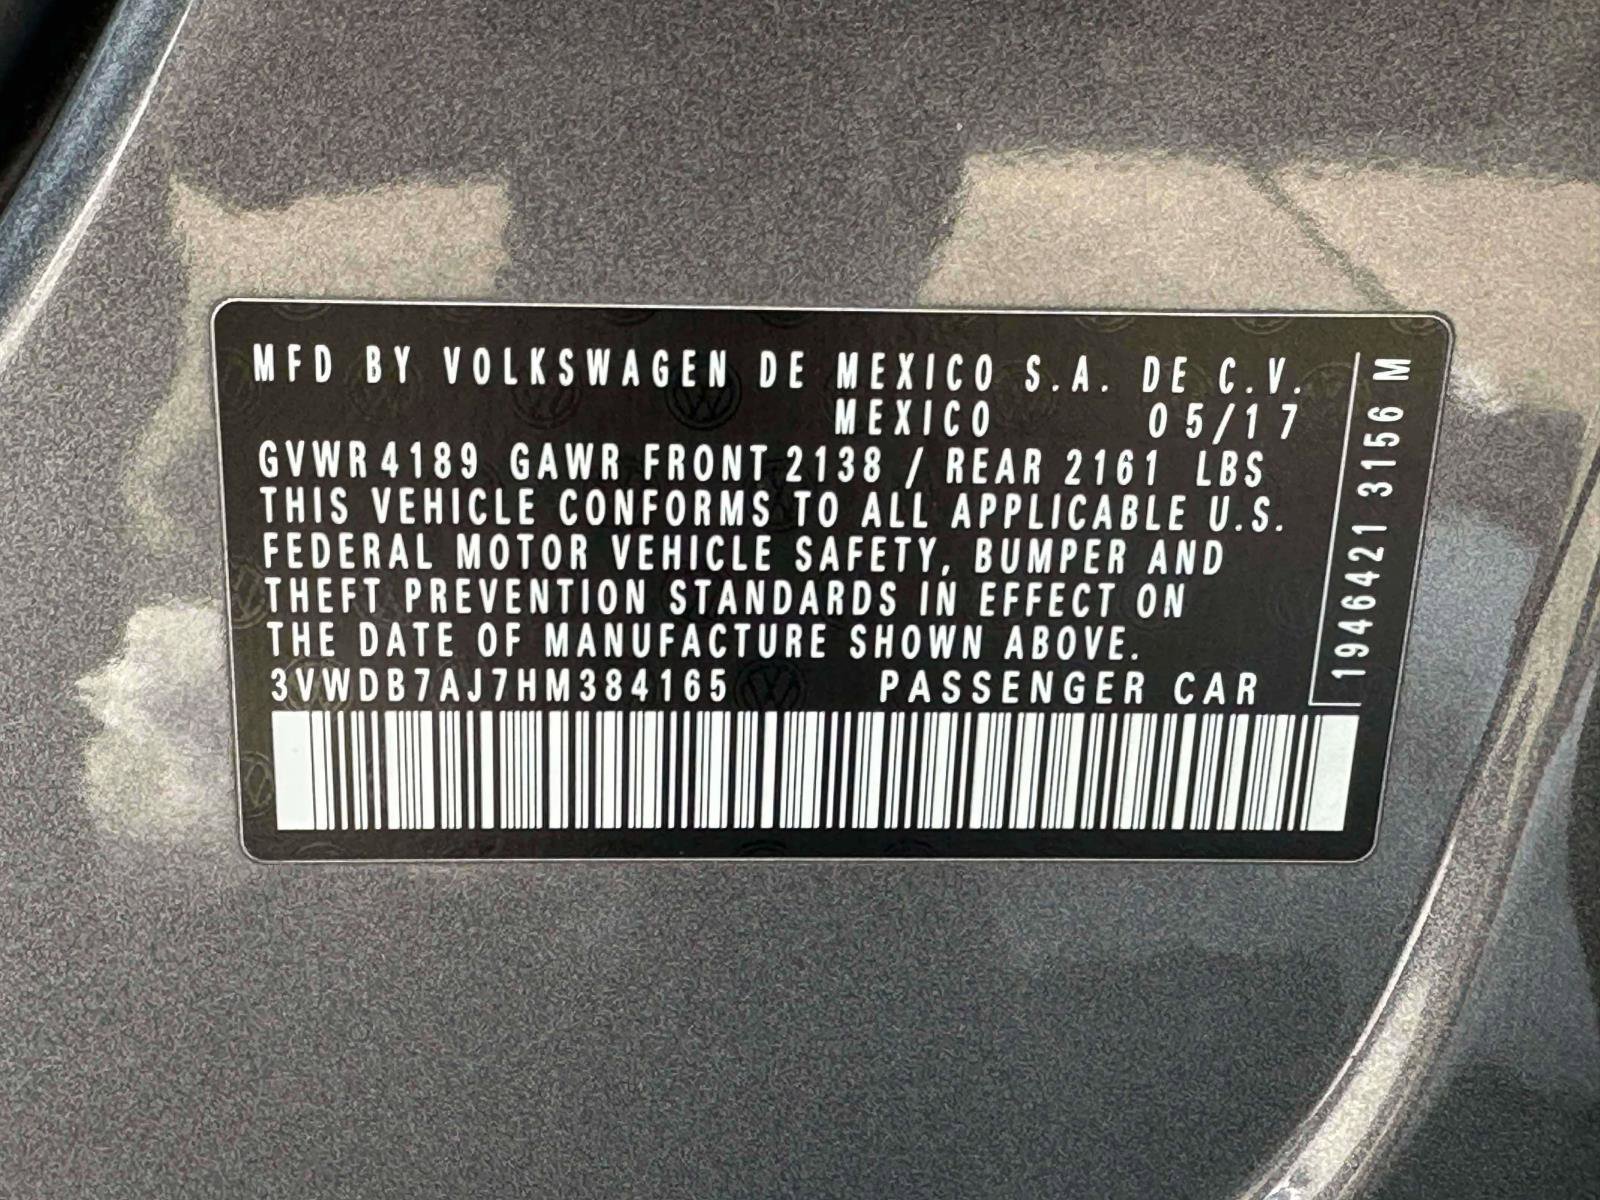 MFD BY VOLKSWAGEN DE MEXICO S.A. DE C.V.
MEXICO 05/17
GVWR 4189 GAWR FRONT 2138 / REAR 2161 LBS
THIS VEHICLE CONFORMS TO ALL APPLICABLE U.S.
FEDERAL MOTOR VEHICLE SAFETY, BUMPER AND
THEFT PREVENTION STANDARDS IN EFFECT ON
THE DATE OF MANUFACTURE SHOWN ABOVE.
3VWDB7AJ7HM384165 PASSENGER CAR
1946421 3156 M